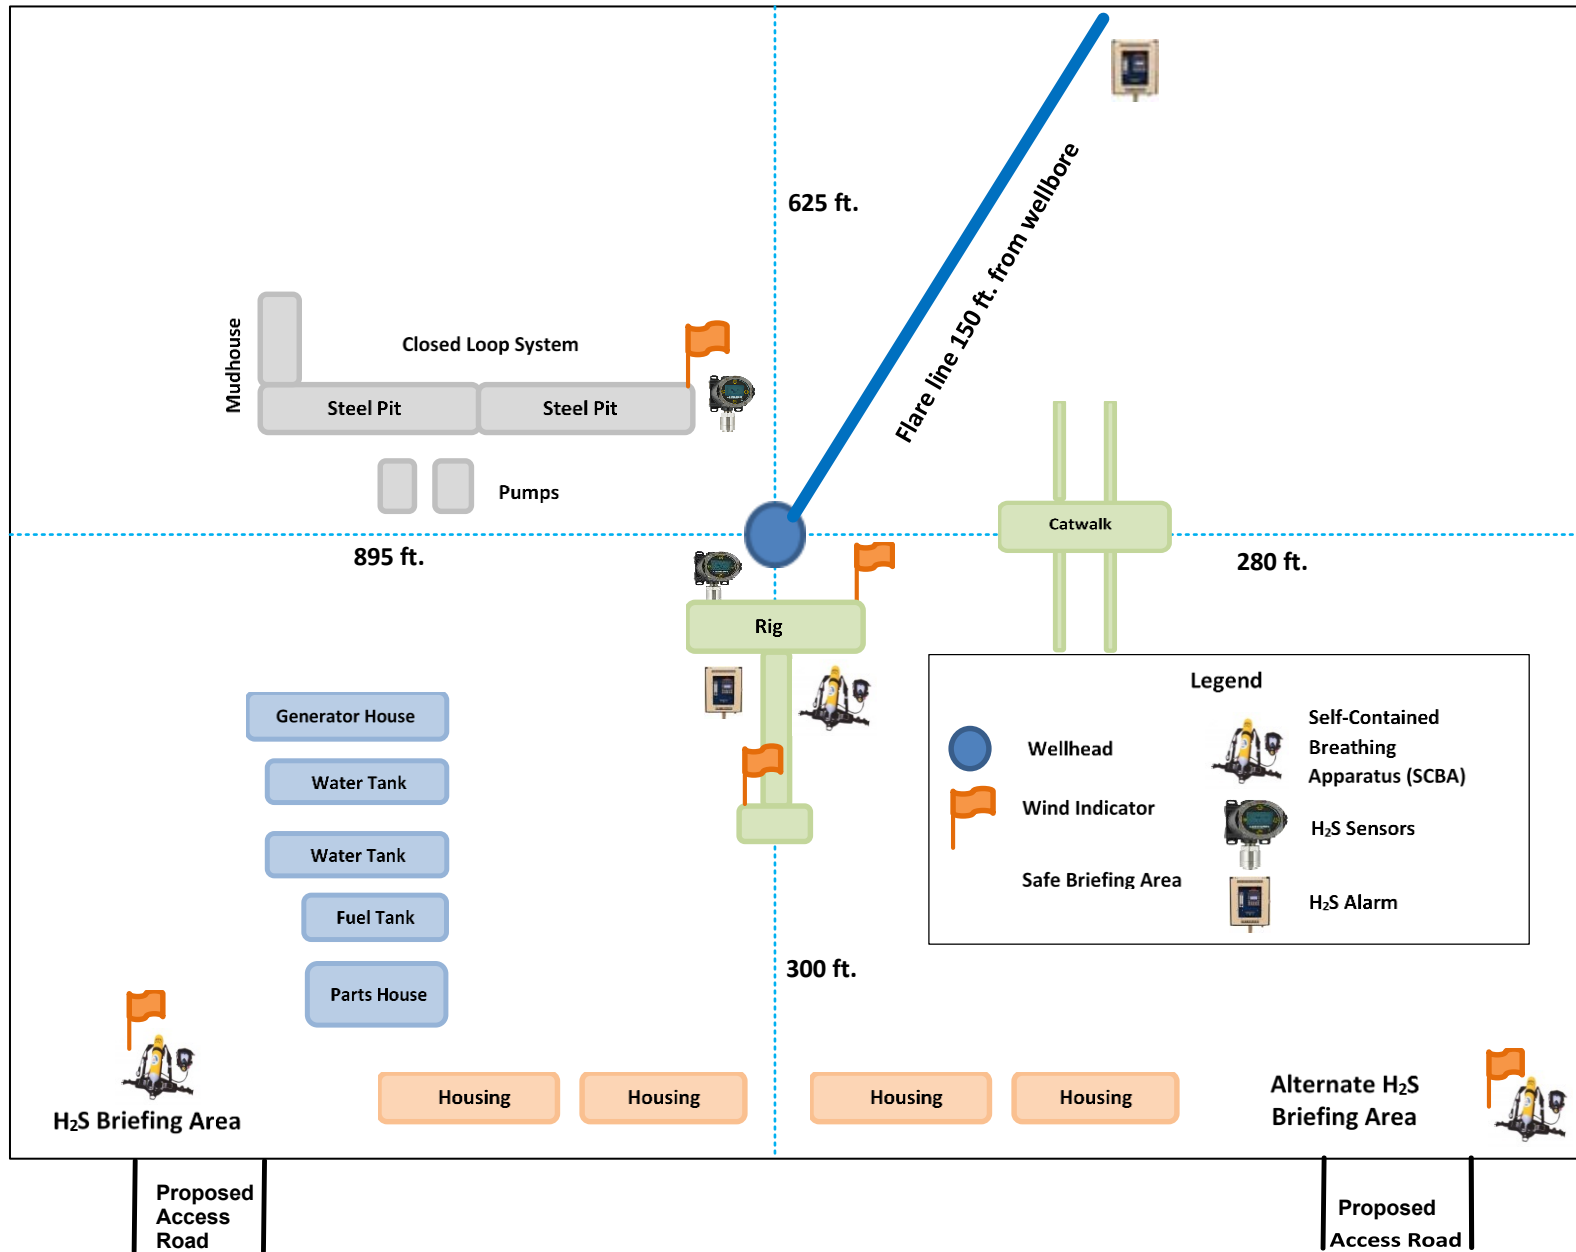 625 ft.
Flare line 150 ft. from wellbore
Mudhouse
Closed Loop System
Steel Pit
Steel Pit
Pumps
Catwalk
895 ft.
280 ft.
Rig
Generator House
Water Tank
Water Tank
Fuel Tank
Parts House
Legend
Wellhead
Wind Indicator
Safe Briefing Area
Self-Contained
Breathing
Apparatus (SCBA)
H₂S Sensors
H₂S Alarm
300 ft.
H₂S Briefing Area
Housing
Housing
Housing
Housing
Alternate H₂S
Briefing Area
Proposed
Access
Road
Proposed
Access Road